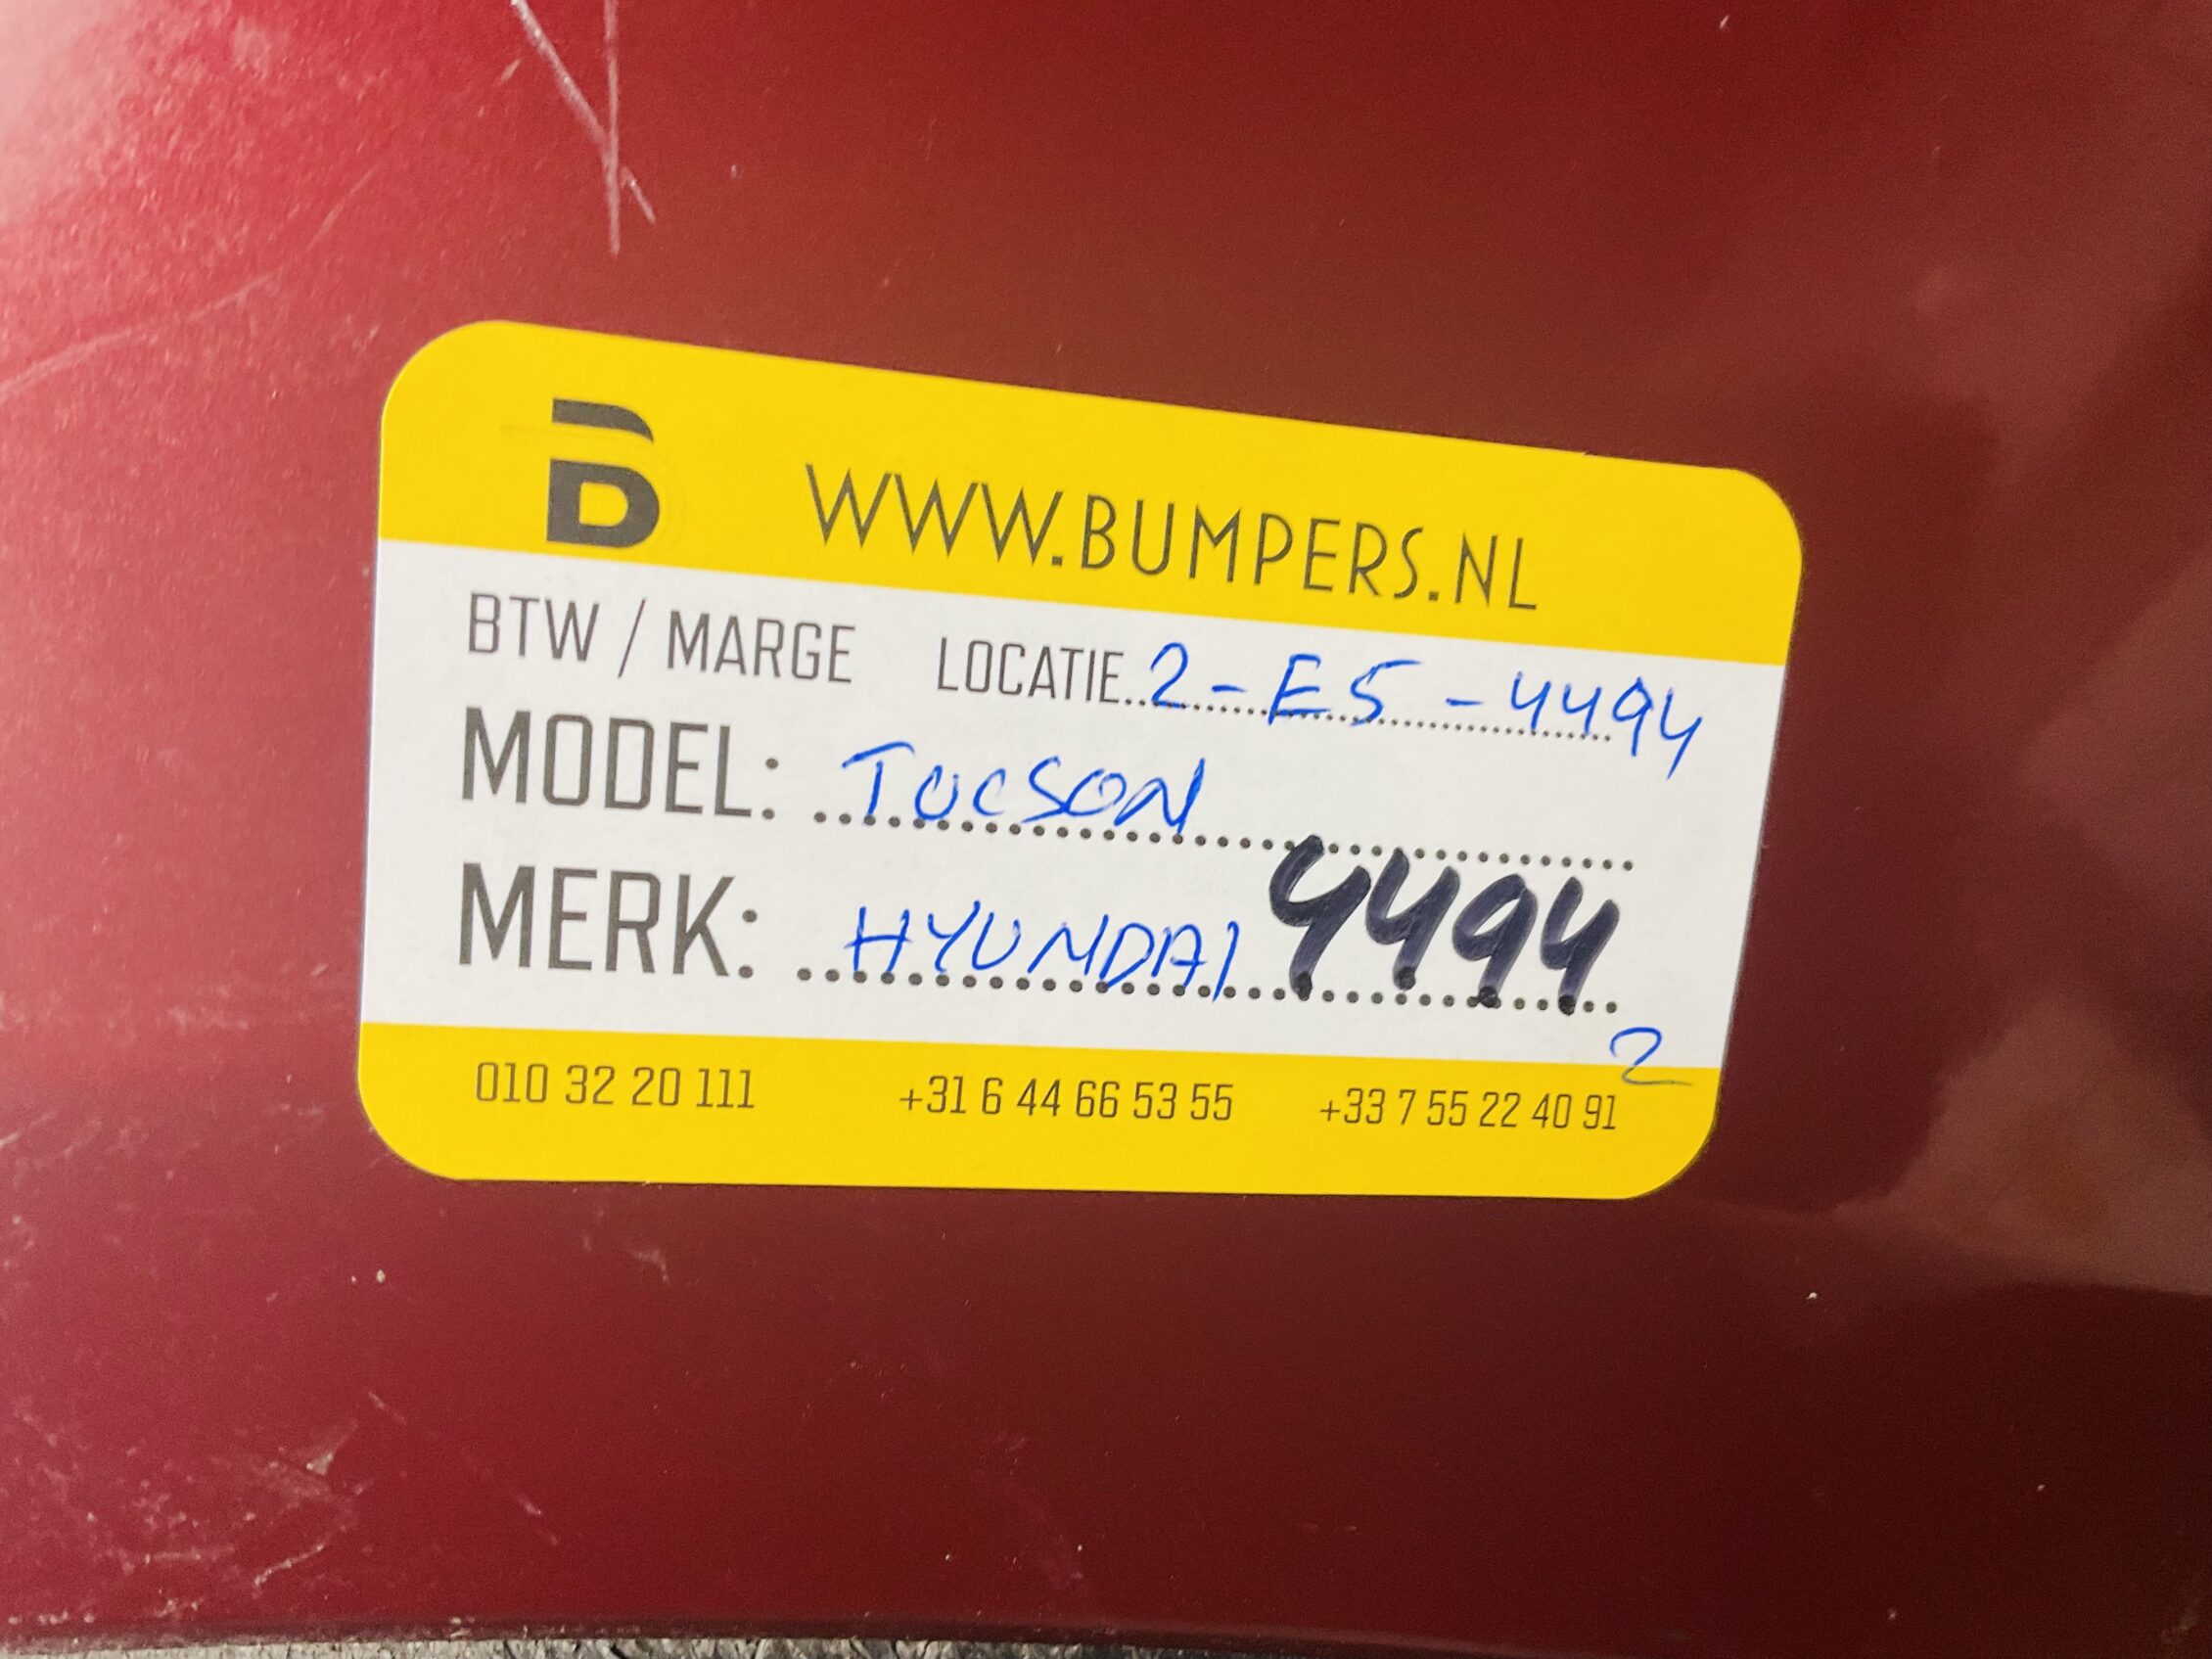 B WWW.BUMPERS.NL
BTW / MARGE LOCATIE..2-E5-4494
MODEL: TUCSON
MERK: HYUNDAI 4494
2
010 32 20 111 +31 6 44 66 53 55 +33 7 55 22 40 91